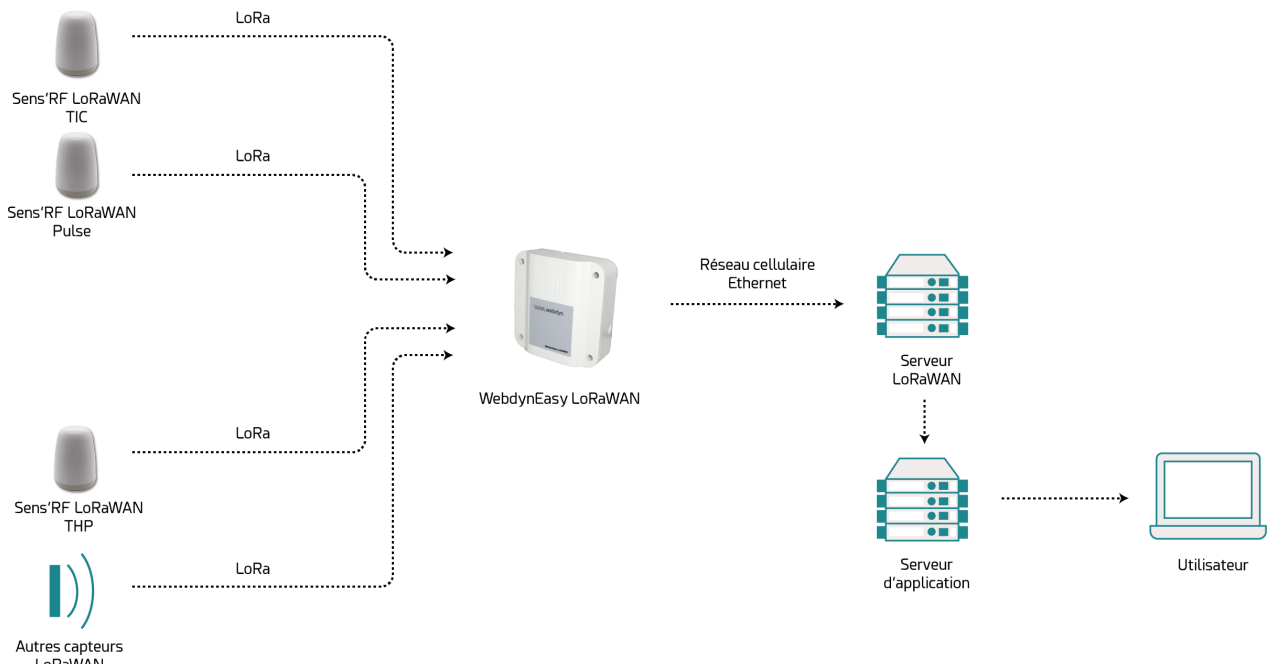 LoRa
Sens'RF LoRaWAN
TIC
LoRa
Sens'RF LoRaWAN
Pulse
webdyn
WebdynEasy LoRaWAN
Réseau cellulaire
Ethernet
Serveur
LoRaWAN
LoRa
Sens'RF LoRaWAN
THP
LoRa
Autres capteurs
LoRaWAN
Serveur
d'application
Utilisateur